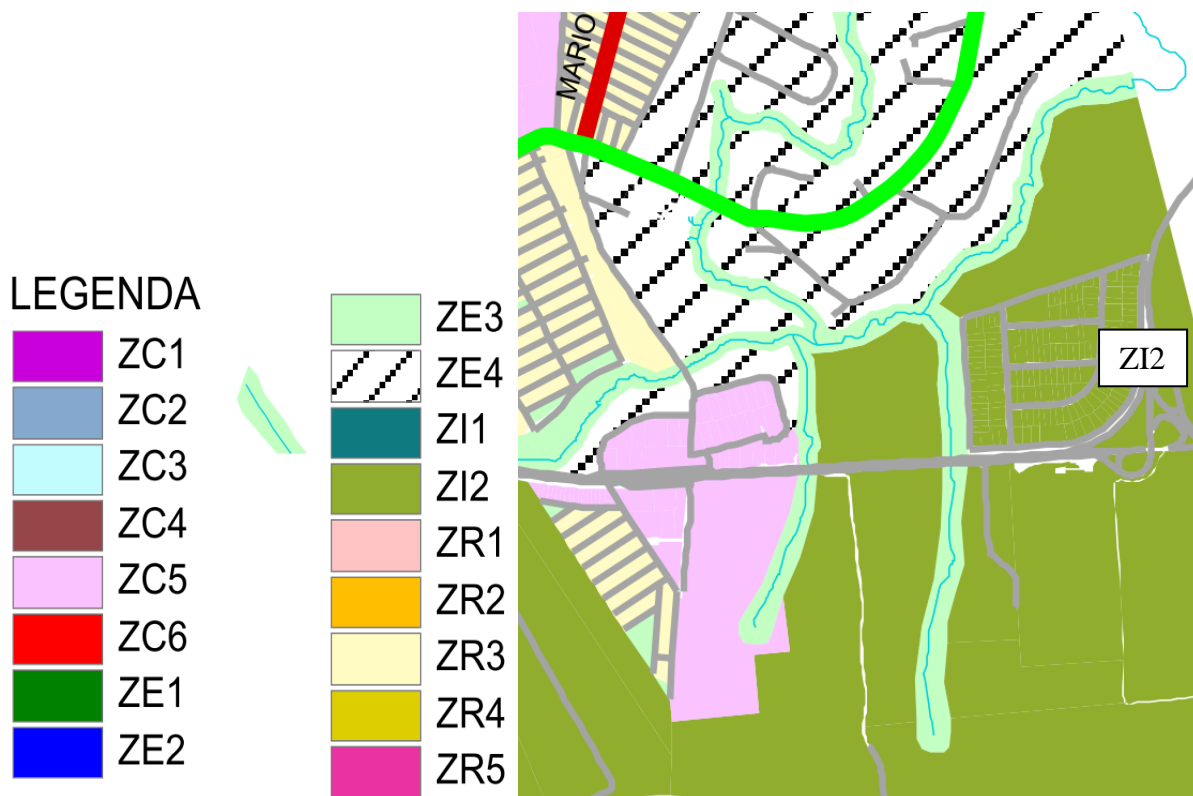 LEGENDA
ZC1
ZC2
ZC3
ZC4
ZC5
ZC6
ZE1
ZE2
ZE3
ZE4
ZI1
ZI2
ZR1
ZR2
ZR3
ZR4
ZR5
MARIO
ZI2